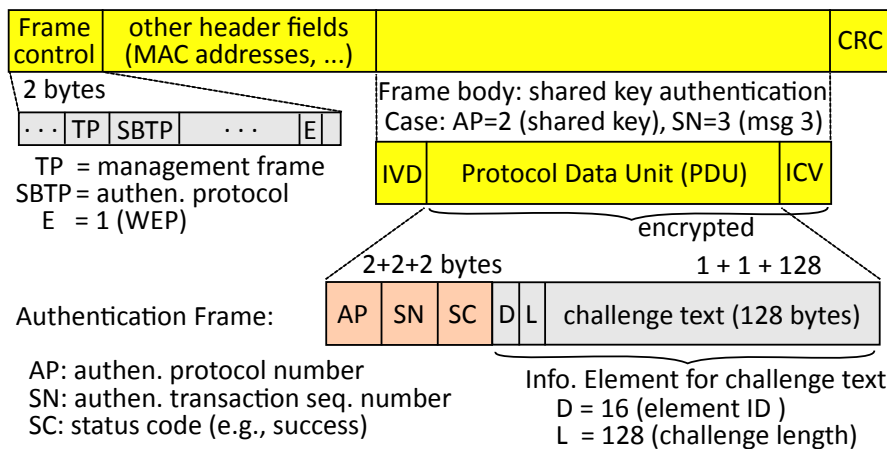 Frame control
other header fields (MAC addresses, ...)
CRC
2 bytes
Frame body: shared key authentication
Case: AP=2 (shared key), SN=3 (msg 3)
· · · TP SBTP · · · E
TP = management frame
SBTP = authen. protocol
E = 1 (WEP)
IVD Protocol Data Unit (PDU) ICV
encrypted
2+2+2 bytes
1 + 1 + 128
Authentication Frame:
AP SN SC D L challenge text (128 bytes)
AP: authen. protocol number
SN: authen. transaction seq. number
SC: status code (e.g., success)
Info. Element for challenge text
D = 16 (element ID )
L = 128 (challenge length)